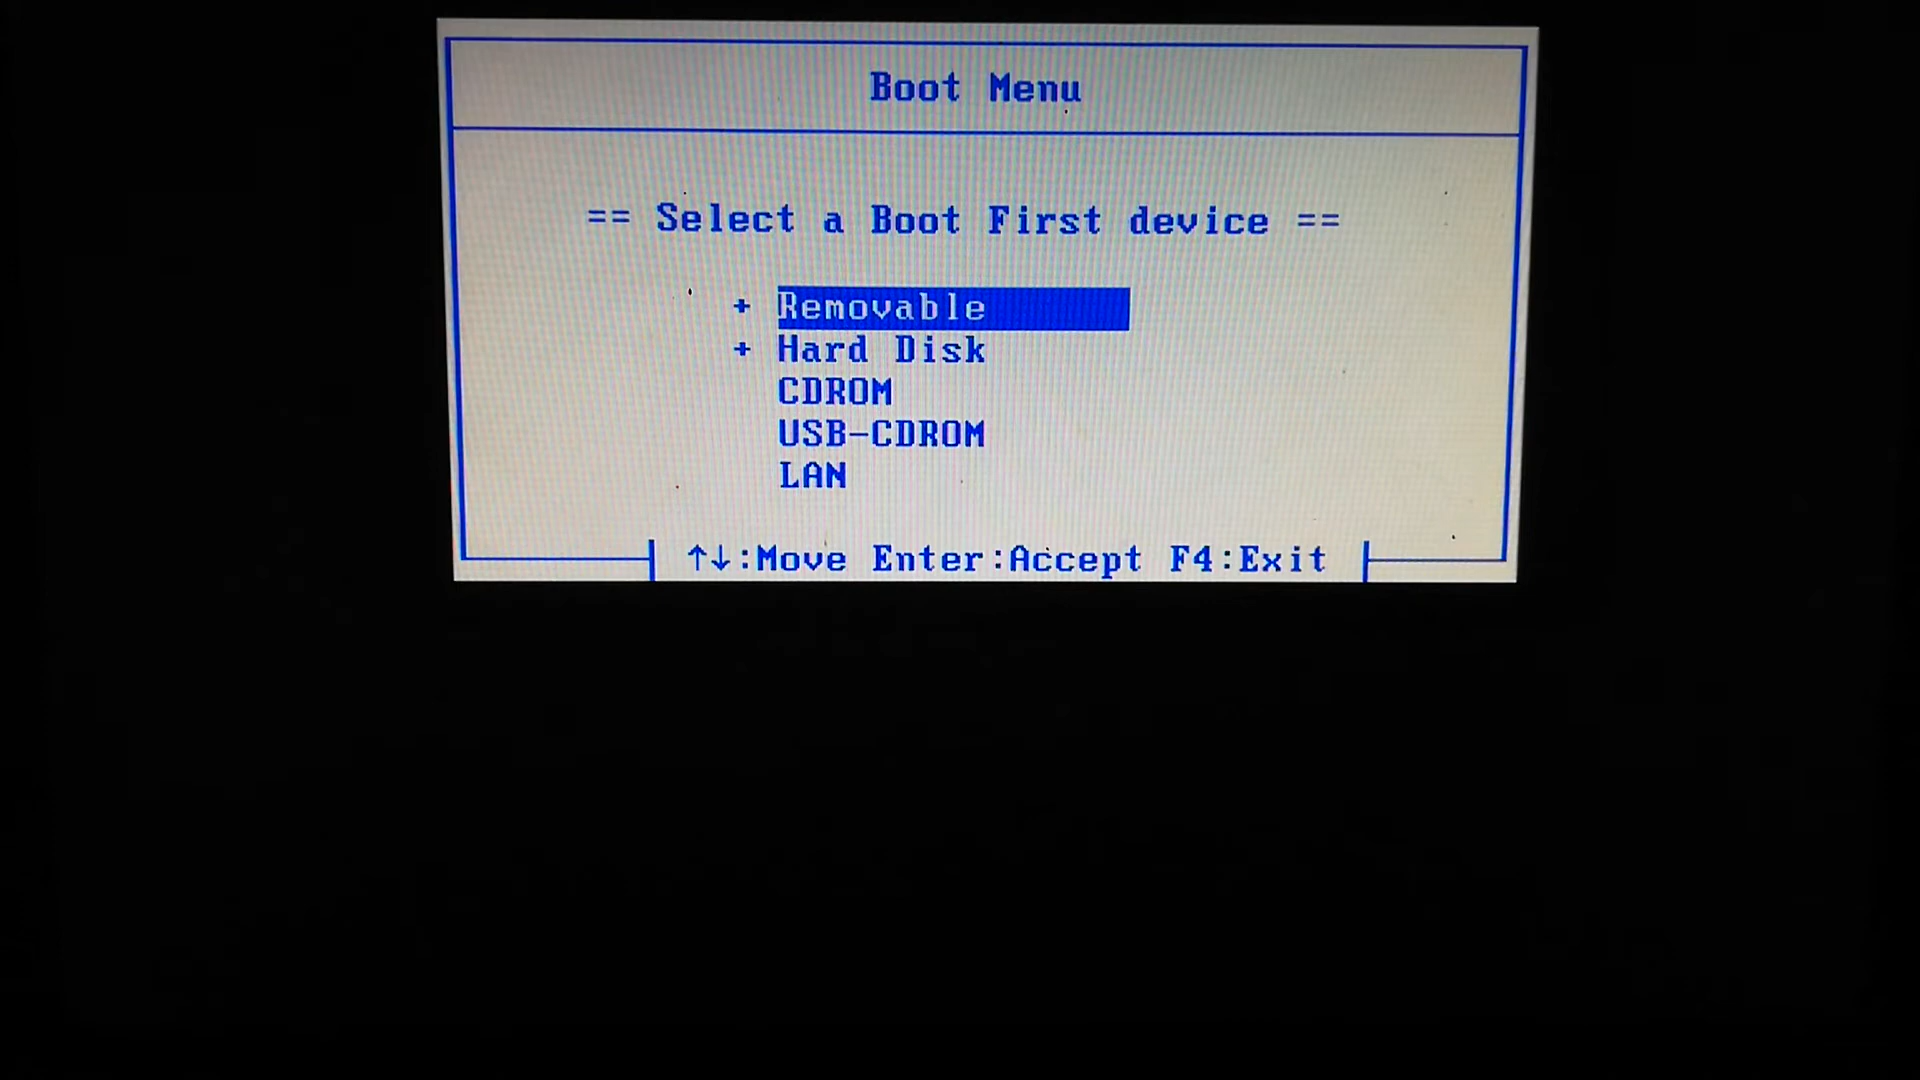 Boot Menu
== Select a Boot First device ==
+ Removable
+ Hard Disk
CDROM
USB-CDROM
LAN
↑↓:Move Enter:Accept F4:Exit